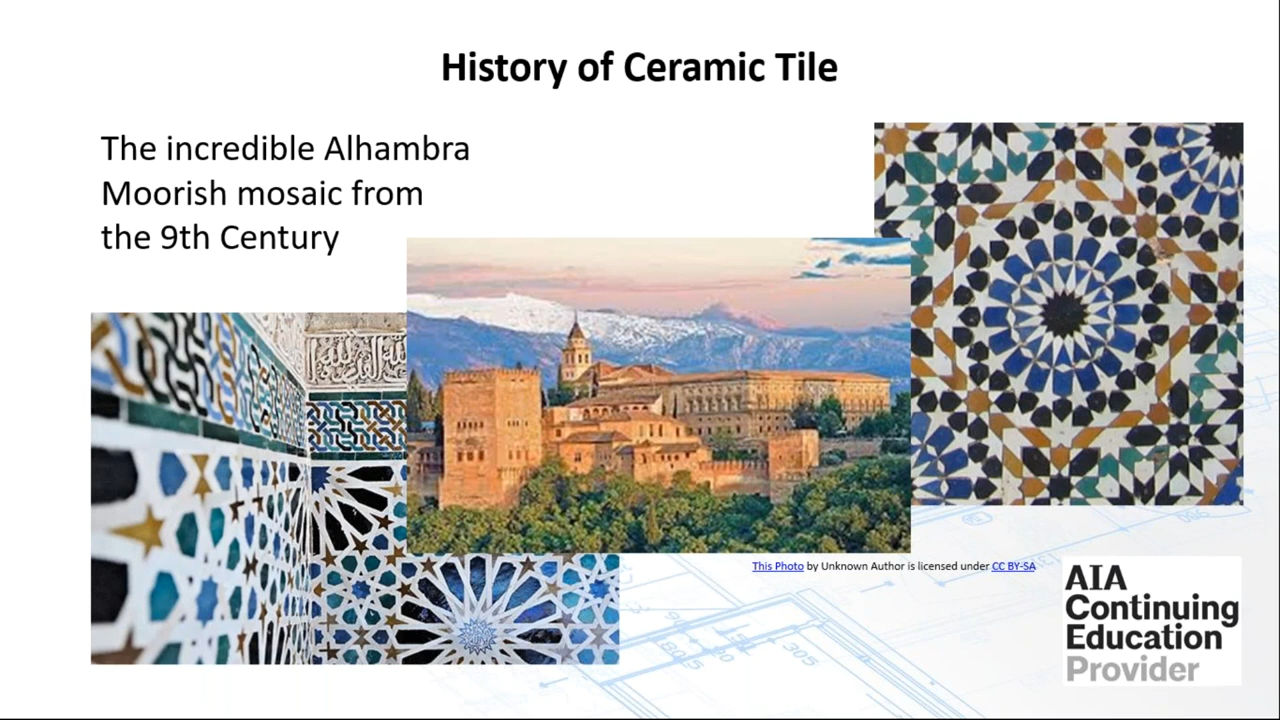 History of Ceramic Tile
The incredible Alhambra
Moorish mosaic from
the 9th Century
This Photo by Unknown Author is licensed under CC BY-SA
AIA
Continuing
Education
Provider
305